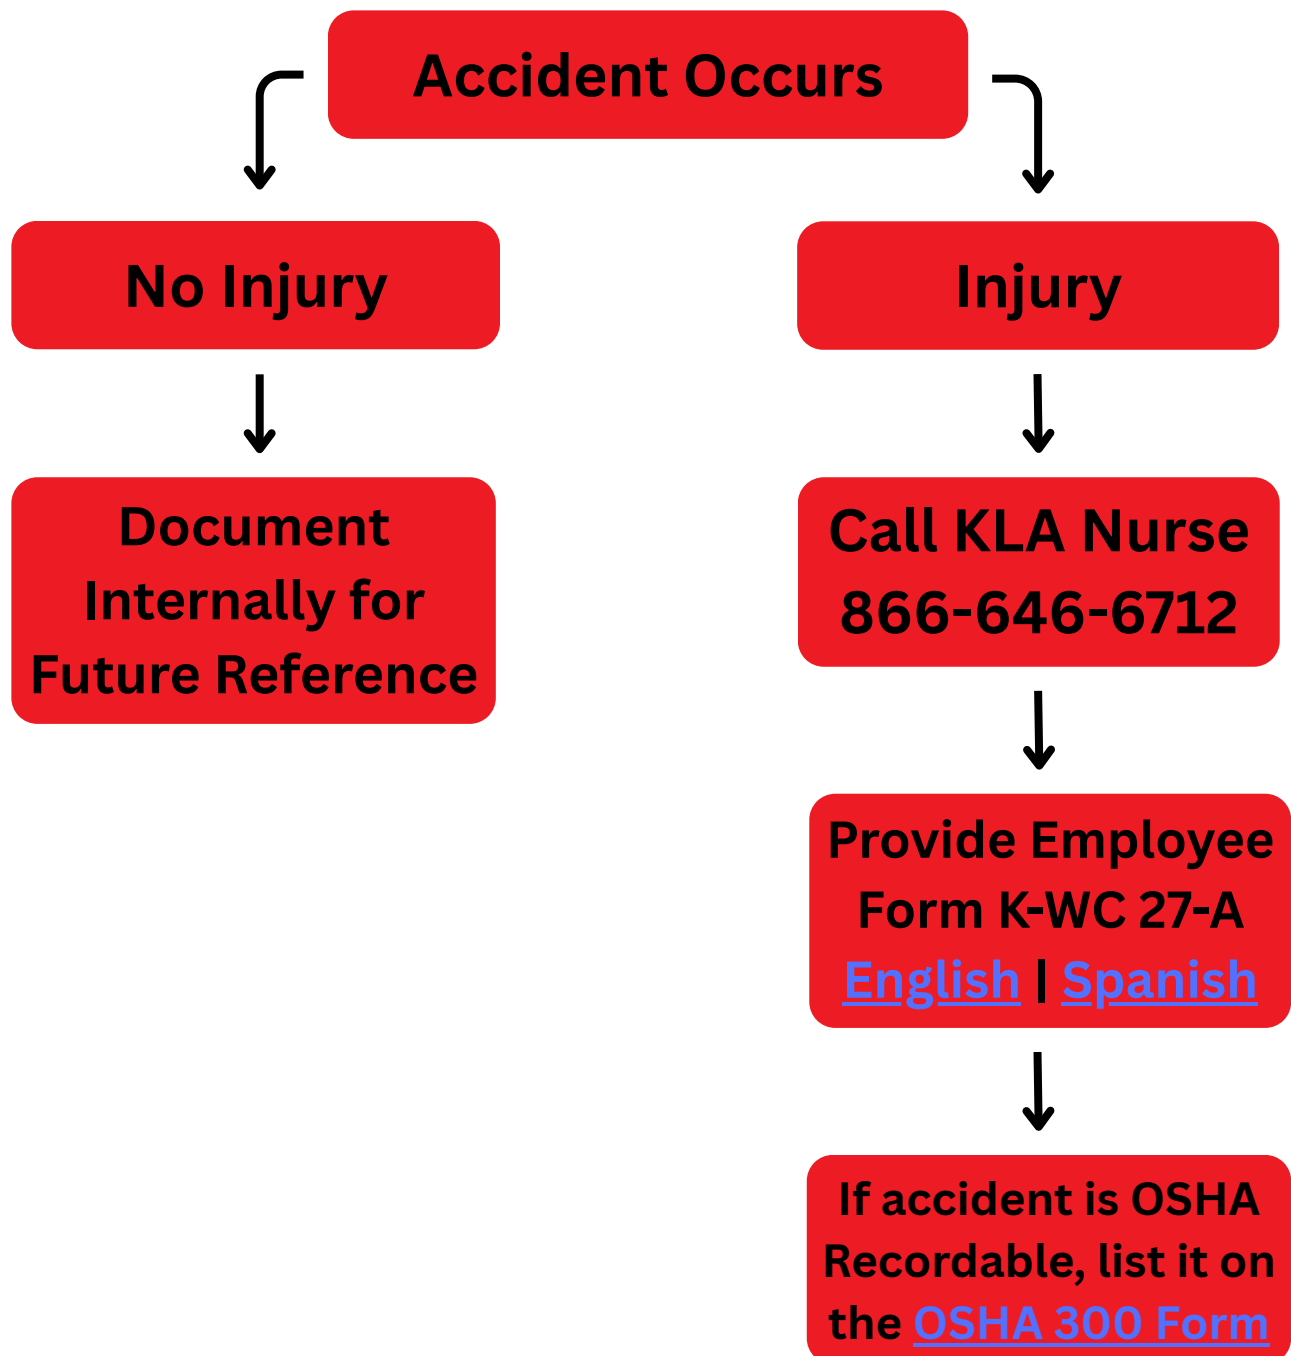 Accident Occurs
No Injury
Injury
Document
Internally for
Future Reference
Call KLA Nurse
866-646-6712
Provide Employee
Form K-WC 27-A
English | Spanish
If accident is OSHA
Recordable, list it on
the OSHA 300 Form